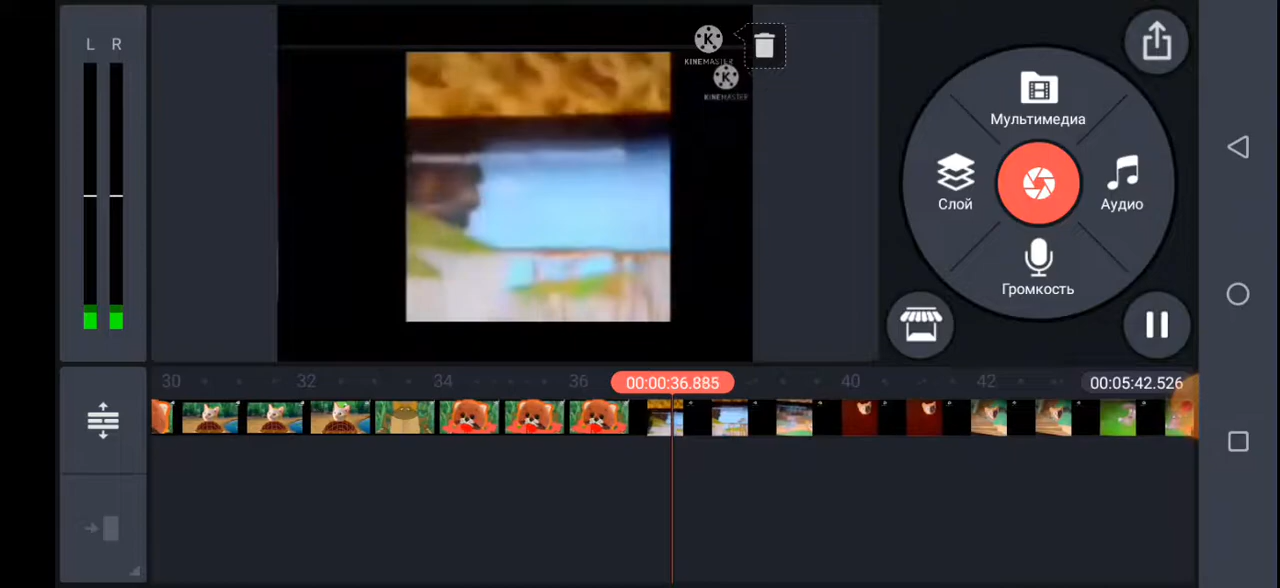 L R
KINEMASTER
KINEMASTER
Мультимедиа
Слой
Аудио
Громкость
30 32 34 36 00:00:36.885 40 42 00:05:42.526